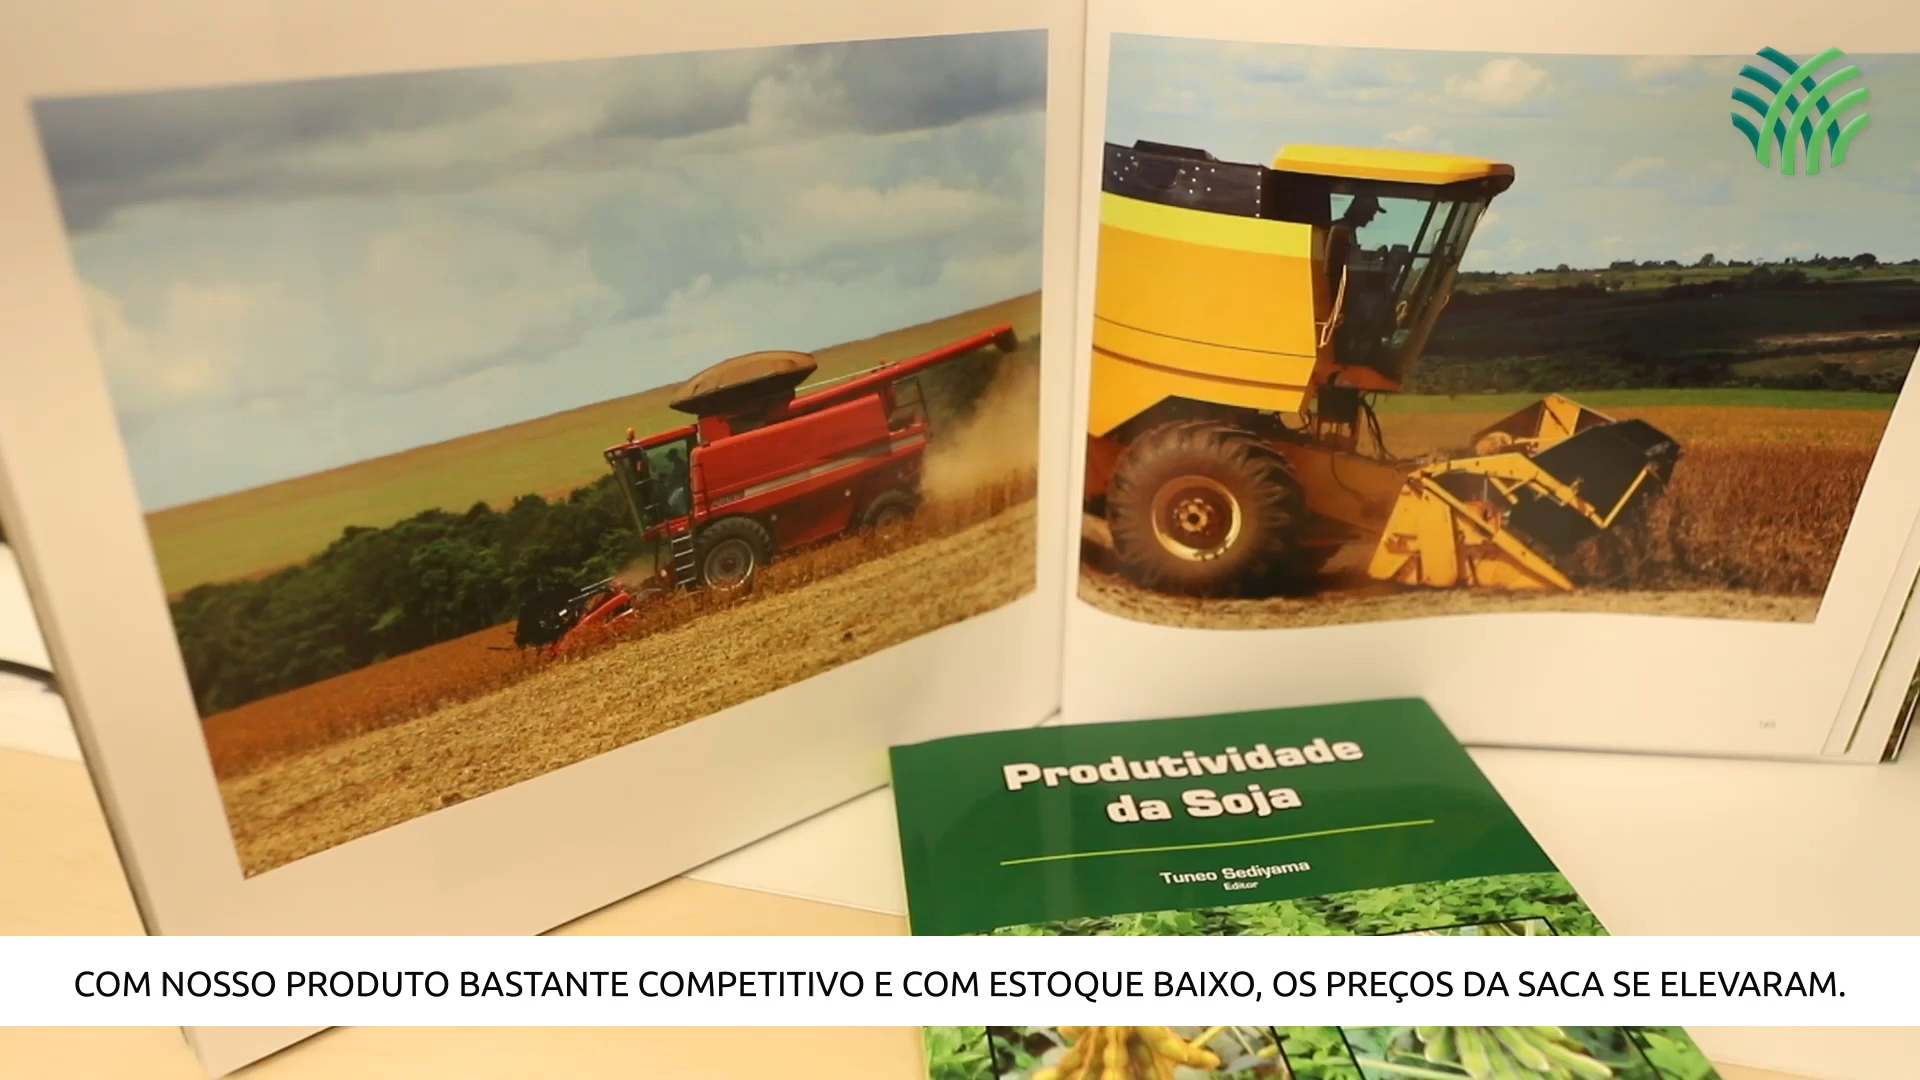 Produtividade
da Soja
Tuneo Sediyama
Editor
COM NOSSO PRODUTO BASTANTE COMPETITIVO E COM ESTOQUE BAIXO, OS PREÇOS DA SACA SE ELEVARAM.